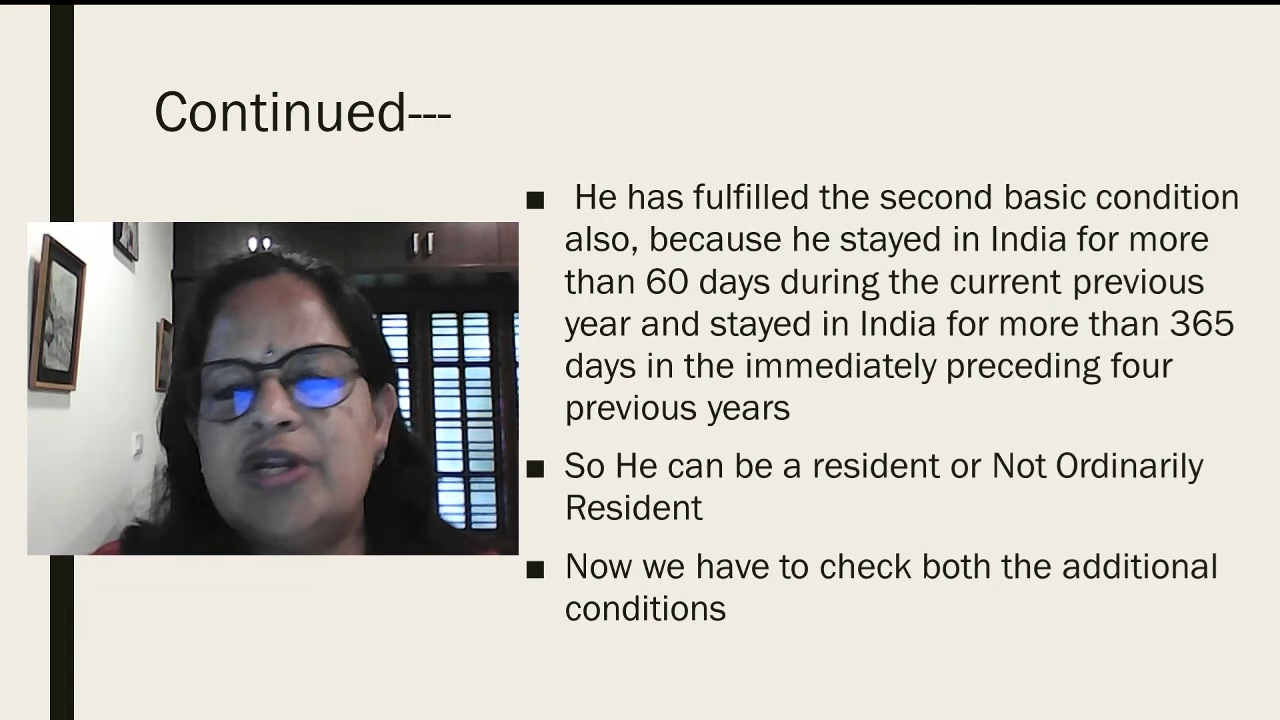 Continued---
■ He has fulfilled the second basic condition
also, because he stayed in India for more
than 60 days during the current previous
year and stayed in India for more than 365
days in the immediately preceding four
previous years
■ So He can be a resident or Not Ordinarily
Resident
■ Now we have to check both the additional
conditions